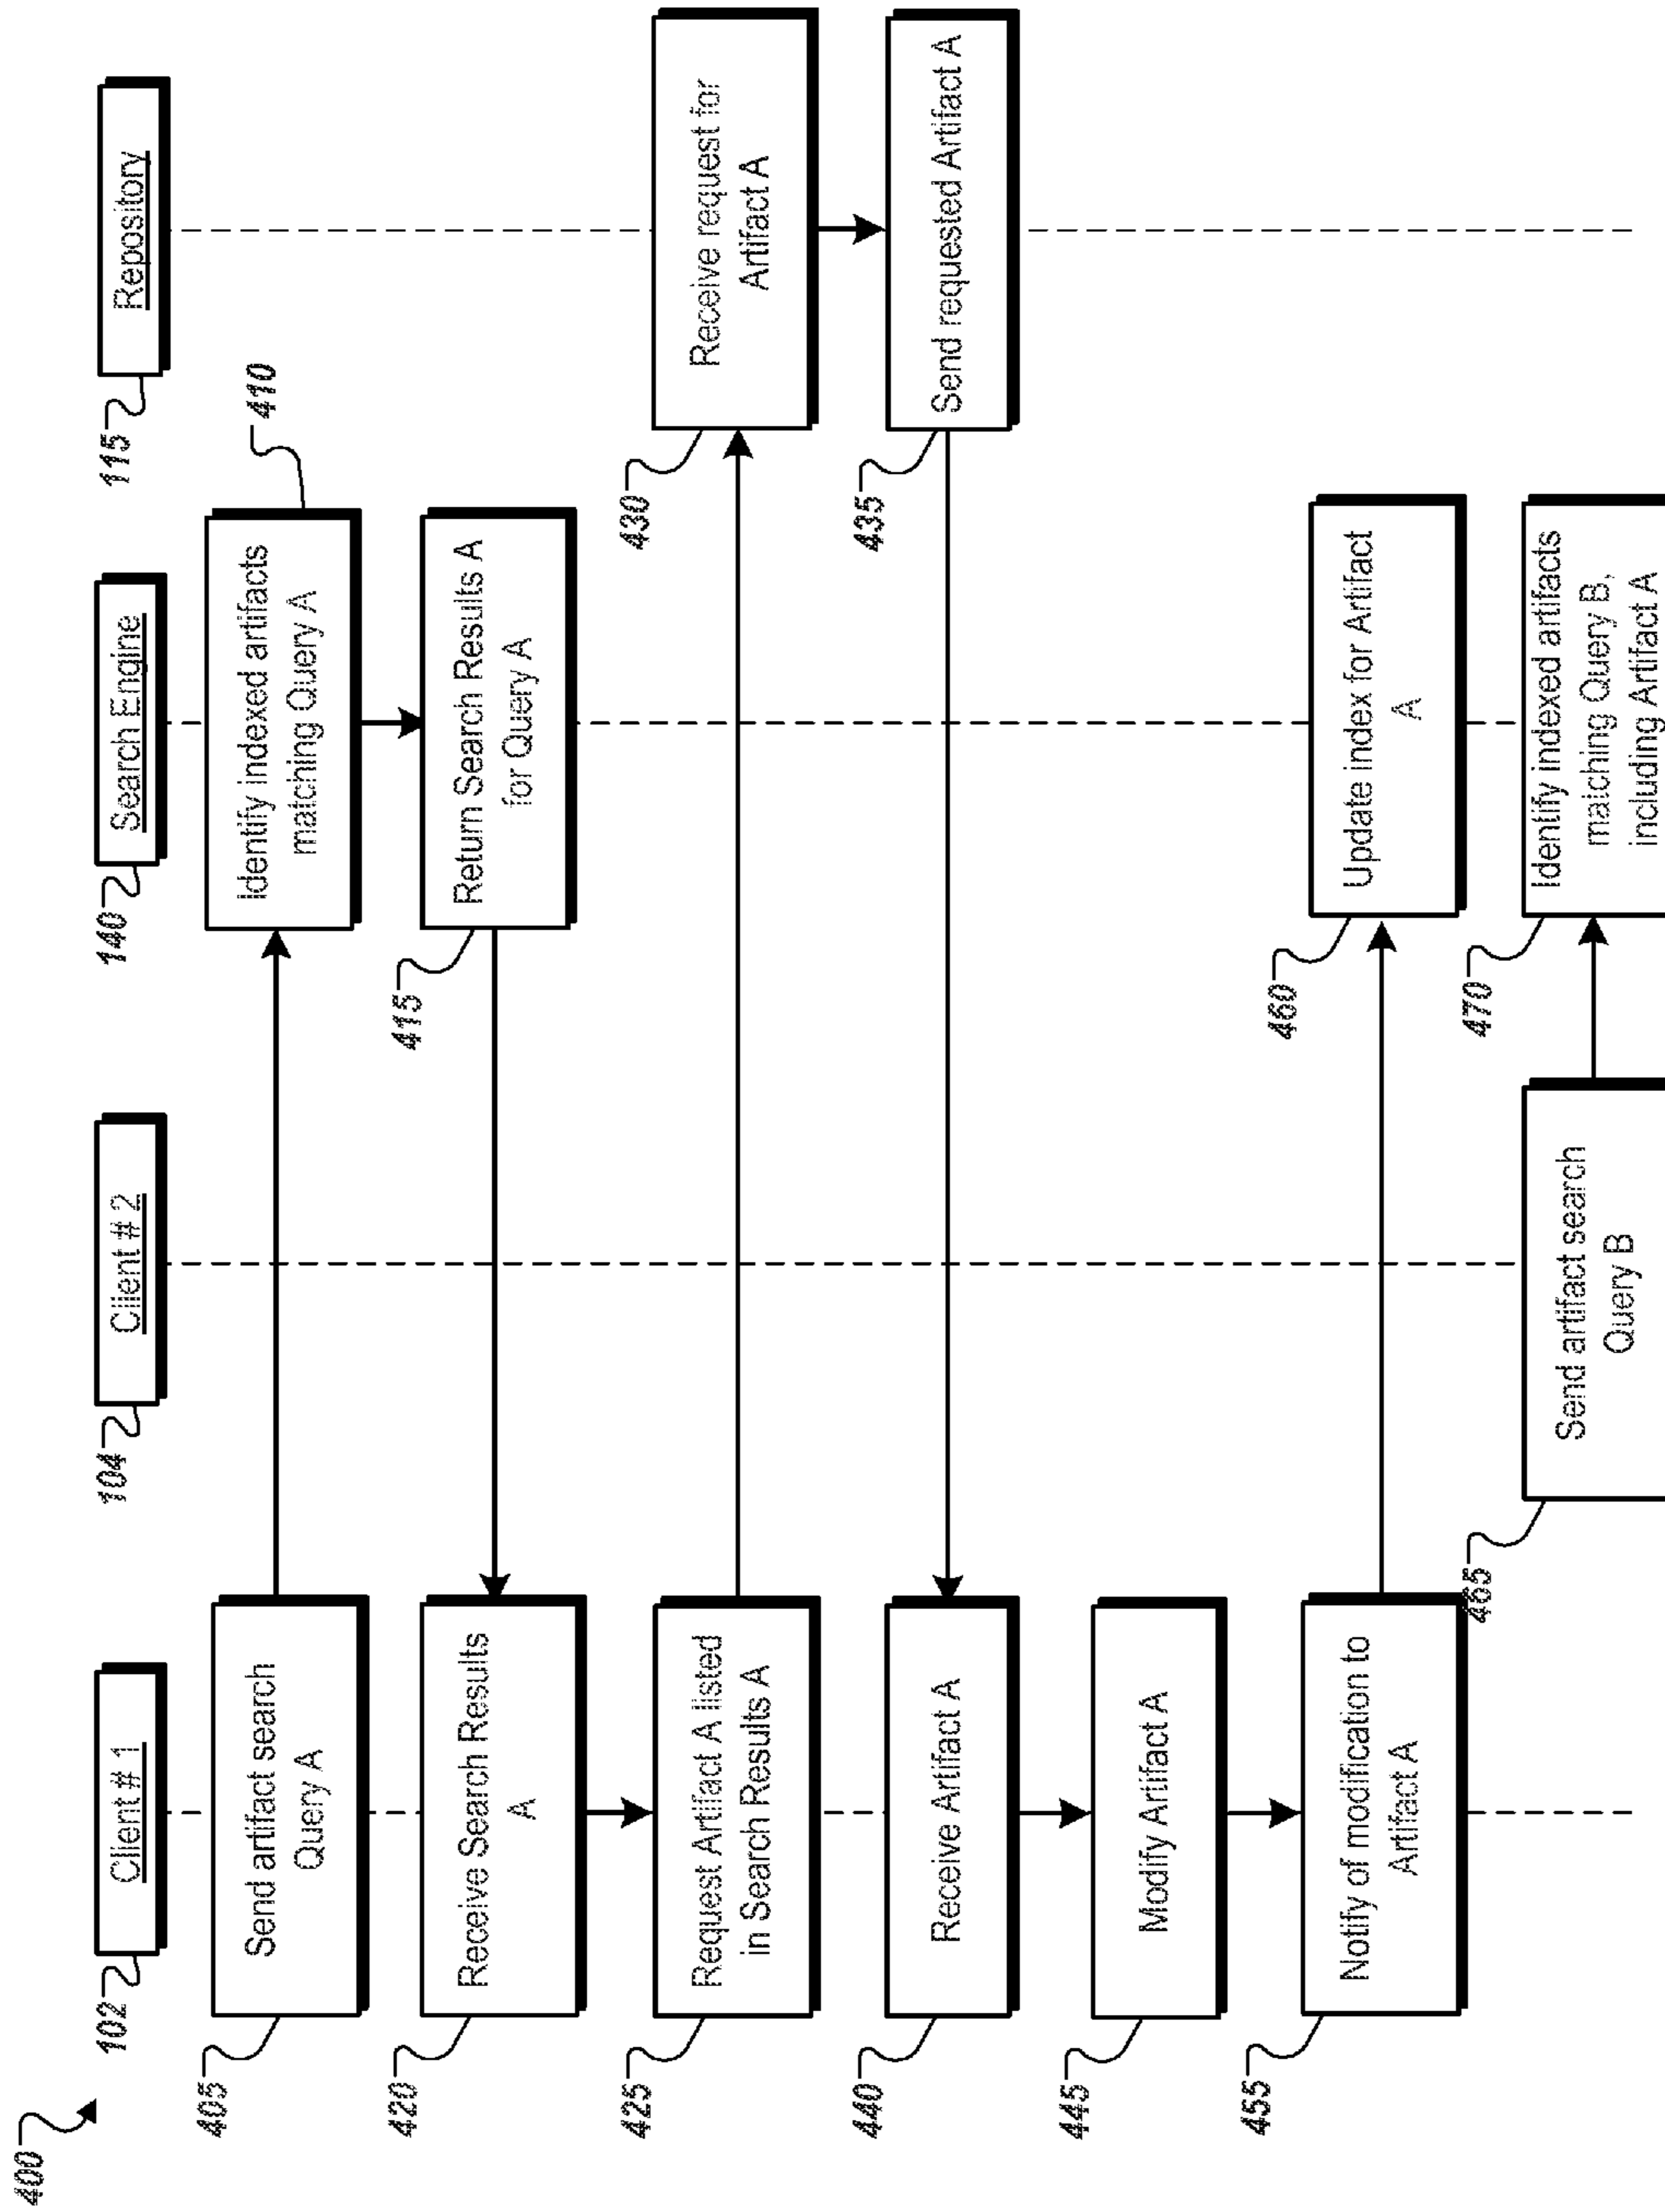 400
102
Client # 1
104
Client # 2
140
Search Engine
115
Repository
405
Send artifact search
Query A
410
Identify indexed artifacts
matching Query A
415
Return Search Results A
for Query A
420
Receive Search Results
A
425
Request Artifact A listed
in Search Results A
430
Receive request for
Artifact A
435
Send requested Artifact A
440
Receive Artifact A
445
Modify Artifact A
455
Notify of modification to
Artifact A
460
Update index for Artifact
A
465
Send artifact search
Query B
470
Identify indexed artifacts
matching Query B,
including Artifact A